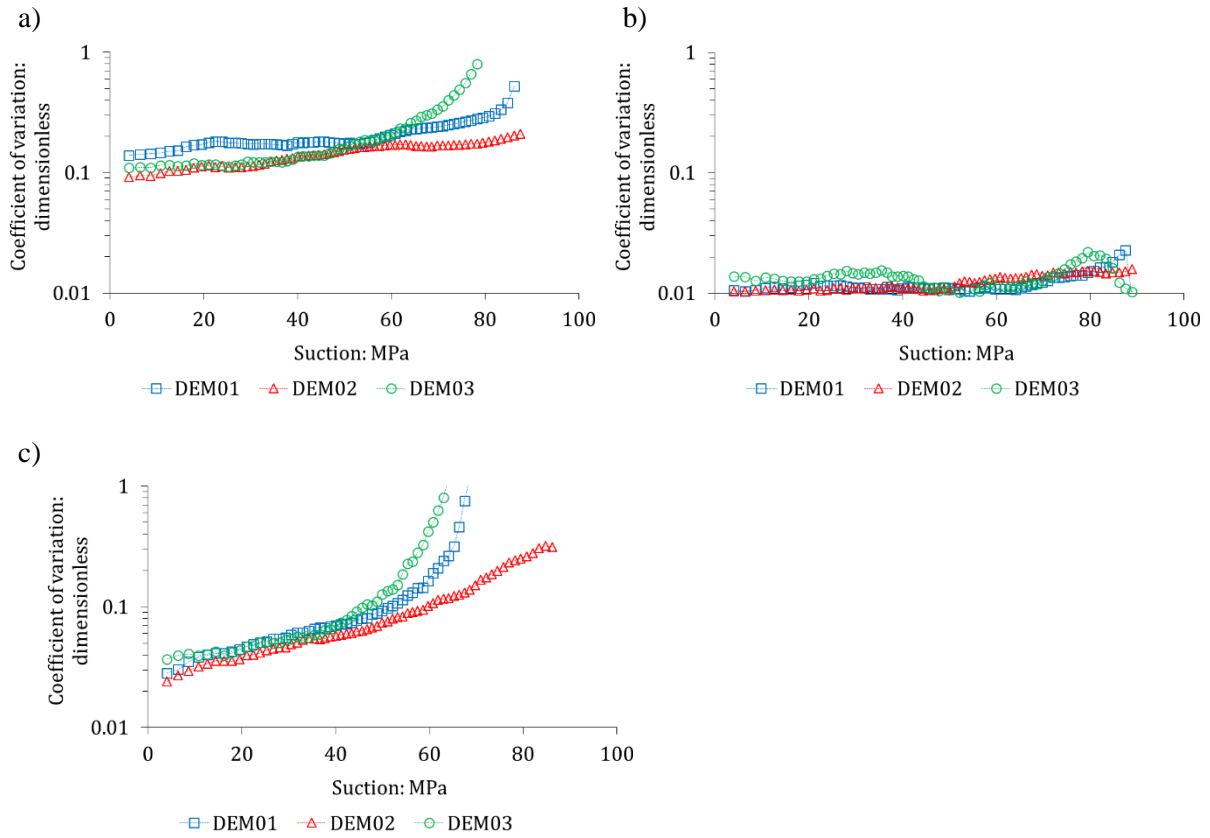 a)
Coefficient of variation:
dimensionless
1
0.1
0.01
0 20 40 60 80 100
Suction: MPa
DEM01 DEM02 DEM03
b)
Coefficient of variation:
dimensionless
1
0.1
0.01
0 20 40 60 80 100
Suction: MPa
DEM01 DEM02 DEM03
c)
Coefficient of variation:
dimensionless
1
0.1
0.01
0 20 40 60 80 100
Suction: MPa
DEM01 DEM02 DEM03